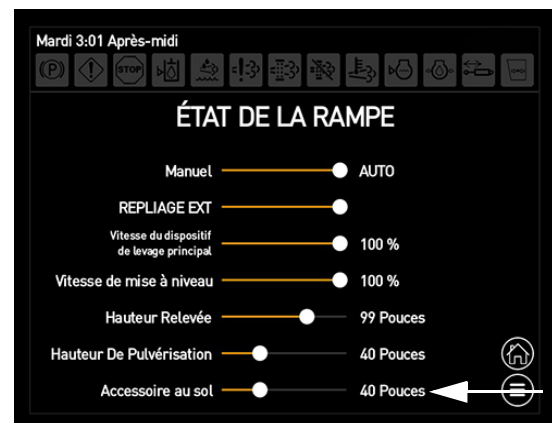 Mardi 3:01 Après-midi
(P) STOP
ÉTAT DE LA RAMPE
Manuel AUTO
REPLIAGE EXT
Vitesse du dispositif
de levage principal 100 %
Vitesse de mise à niveau 100 %
Hauteur Relevée 99 Pouces
Hauteur De Pulvérisation 40 Pouces
Accessoire au sol 40 Pouces